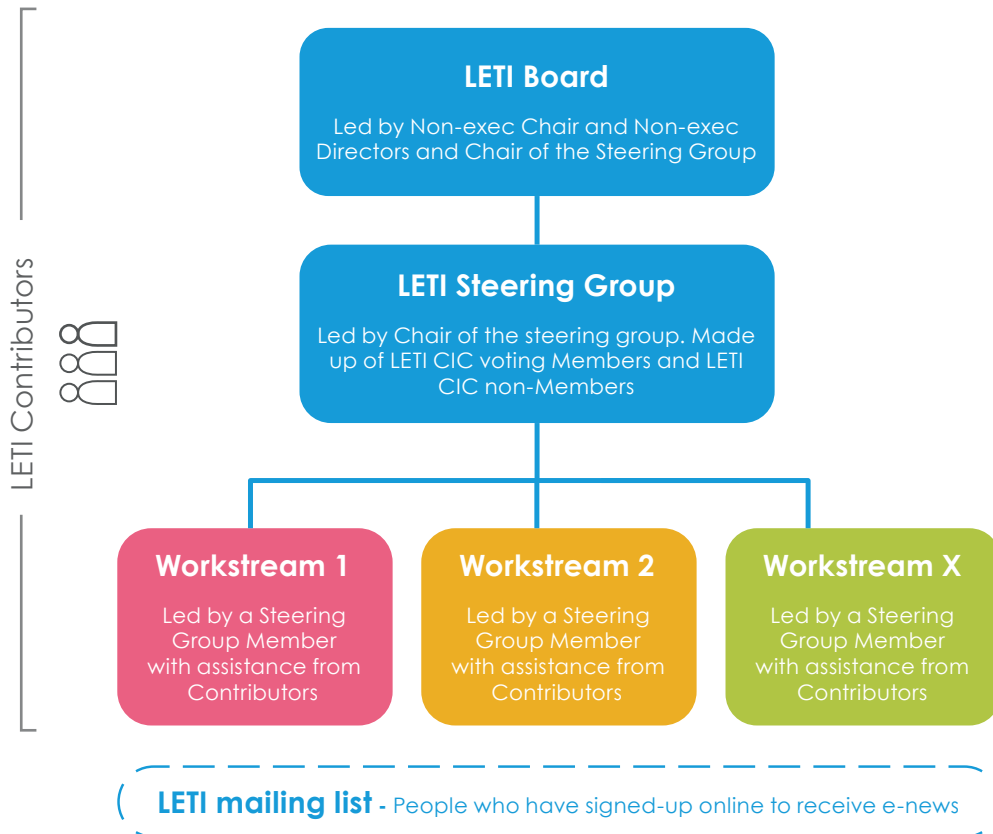 LETI Contributors
LETI Board
Led by Non-exec Chair and Non-exec
Directors and Chair of the Steering Group
LETI Steering Group
Led by Chair of the steering group. Made
up of LETI CIC voting Members and LETI
CIC non-Members
Workstream 1
Led by a Steering
Group Member
with assistance from
Contributors
Workstream 2
Led by a Steering
Group Member
with assistance from
Contributors
Workstream X
Led by a Steering
Group Member
with assistance from
Contributors
LETI mailing list - People who have signed-up online to receive e-news